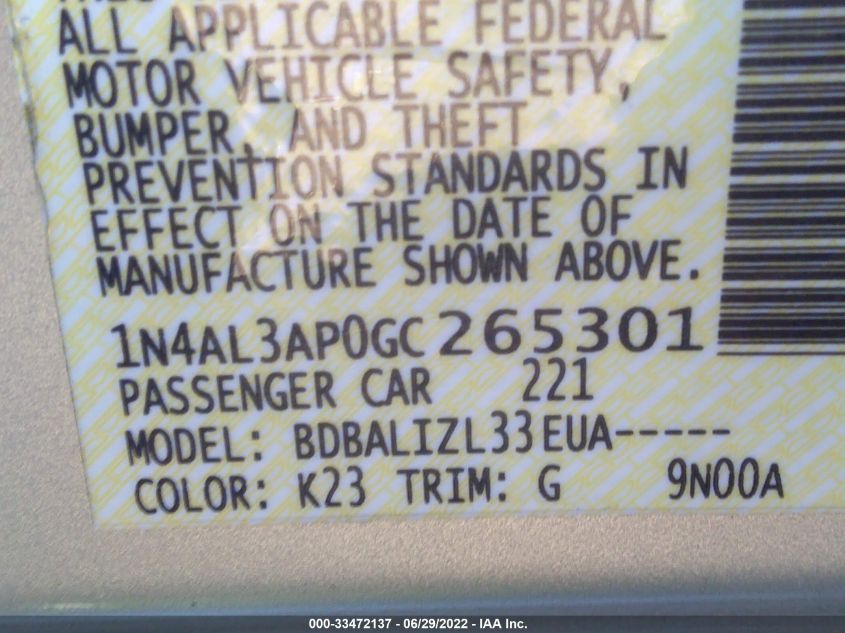 ALL APPLICABLE FEDERAL
MOTOR VEHICLE SAFETY,
BUMPER, AND THEFT
PREVENTION STANDARDS IN
EFFECT ON THE DATE OF
MANUFACTURE SHOWN ABOVE.
1N4AL3AP0GC265301
PASSENGER CAR 221
MODEL: BDBALIZL33EUA-----
COLOR: K23 TRIM: G 9N00A
000-33472137 - 06/29/2022 - IAA Inc.